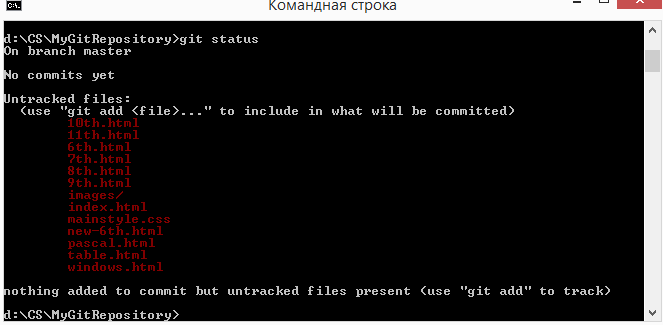 Командная строка
d:\CS\MyGitRepository>git status
On branch master
No commits yet
Untracked files:
(use "git add <file>..." to include in what will be committed)
10th.html
11th.html
6th.html
7th.html
8th.html
9th.html
images/
index.html
mainstyle.css
new-6th.html
pascal.html
table.html
windows.html
nothing added to commit but untracked files present (use "git add" to track)
d:\CS\MyGitRepository>